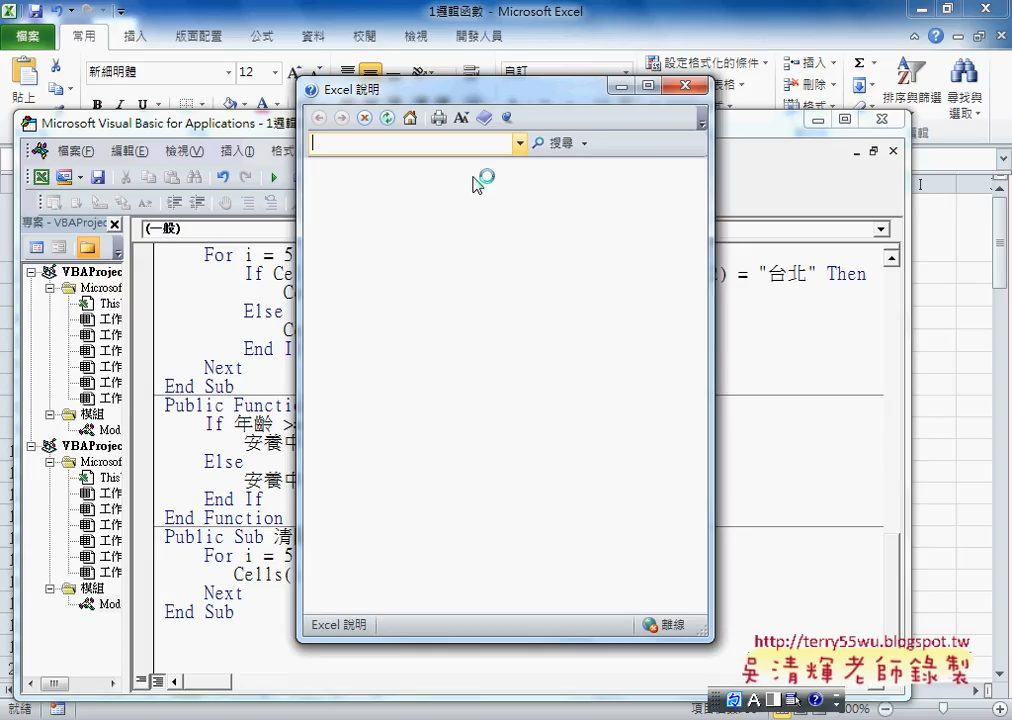 1邏輯函數 - Microsoft Excel
檔案 常用 插入 版面配置 公式 資料 校閱 檢視 開發人員
新細明體 12 自訂 設定格式化的條件 插入 Σ
貼上 B I U A 刪除 排序與篩選 尋找與
選取
Microsoft Visual Basic for Applications - 1邏輯
檔案(F) 編輯(E) 檢視(V) 插入(I) 格式
專案 - VBAProjec
(一般)
VBAProjec
Microsof
This
工作
工作
工作
工作
工作
工作
模組
Mod
VBAProjec
Microsof
This
工作
工作
工作
工作
工作
工作
模組
Mod
For i = 5
If Ce
2) = "台北" Then
C
Else
C
End I
Next
End Sub
Public Functi
If 年齡 >
安養中
Else
安養中
End If
End Function
Public Sub 清
For i = 5
Cells(
Next
End Sub
Excel 說明
搜尋
Excel 說明
離線
I
http://terry55wu.blogspot.tw
吳清輝老師錄製
就緒
100%